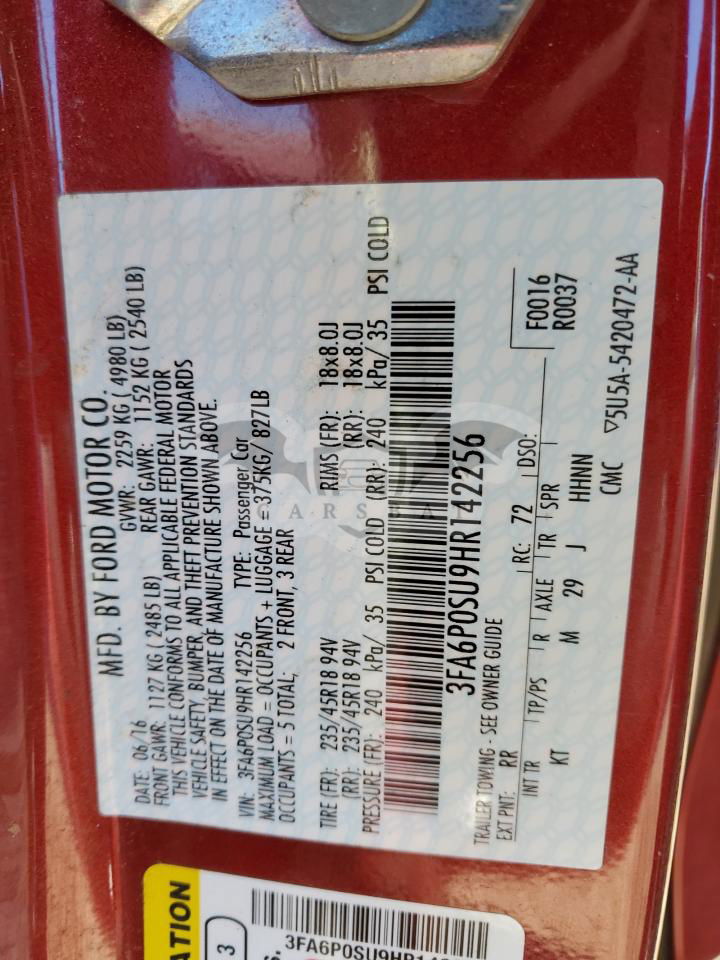 MFD. BY FORD MOTOR CO.
DATE: 06/16 GVWR: 2259 KG ( 4980 LB)
FRONT GAWR: 1127 KG ( 2485 LB) REAR GAWR: 1152 KG ( 2540 LB)
THIS VEHICLE CONFORMS TO ALL APPLICABLE FEDERAL MOTOR
VEHICLE SAFETY, BUMPER, AND THEFT PREVENTION STANDARDS
IN EFFECT ON THE DATE OF MANUFACTURE SHOWN ABOVE.
VIN: 3FA6P0SU9HR142256 TYPE: Passenger Car
MAXIMUM LOAD = OCCUPANTS + LUGGAGE = 375KG/ 827LB
OCCUPANTS = 5 TOTAL; 2 FRONT, 3 REAR
TIRE (FR): 235/45R18 94V RIMS (FR): 18x8.0J
(RR): 235/45R18 94V (RR): 18x8.0J
PRESSURE (FR): 240 kPa/ 35 PSI COLD (RR): 240 kPa/ 35 PSI COLD
3FA6P0SU9HR142256
TRAILER TOWING - SEE OWNER GUIDE
EXT PNT: RR RC: 72 DSO: F0016
R0037
INT TR TP/PS R AXLE TR SPR
KT M 29 J HHNN
CMC ▽5U5A-5420472-AA
CARSBAT
ATION
3
3FA6P0SU9HR14